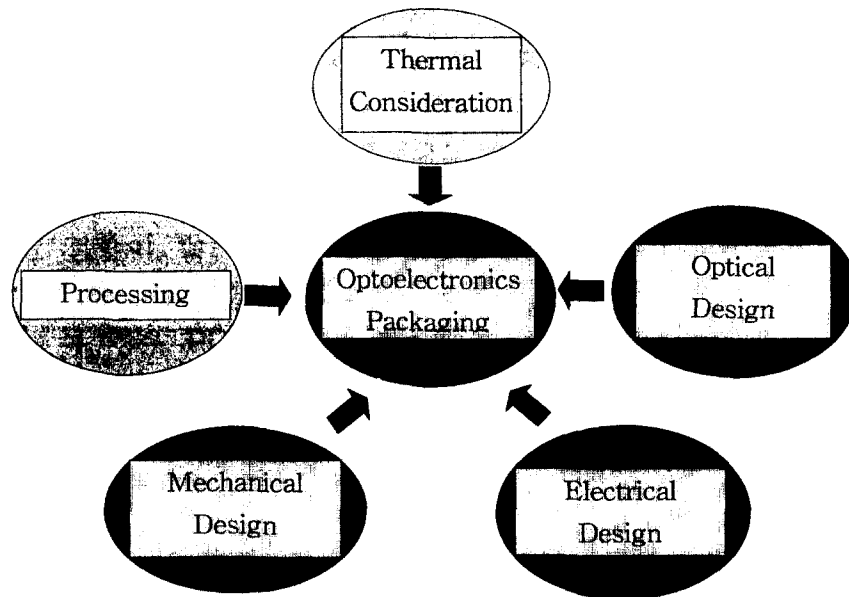 Thermal
Consideration
Processing
Optoelectronics
Packaging
Optical
Design
Mechanical
Design
Electrical
Design